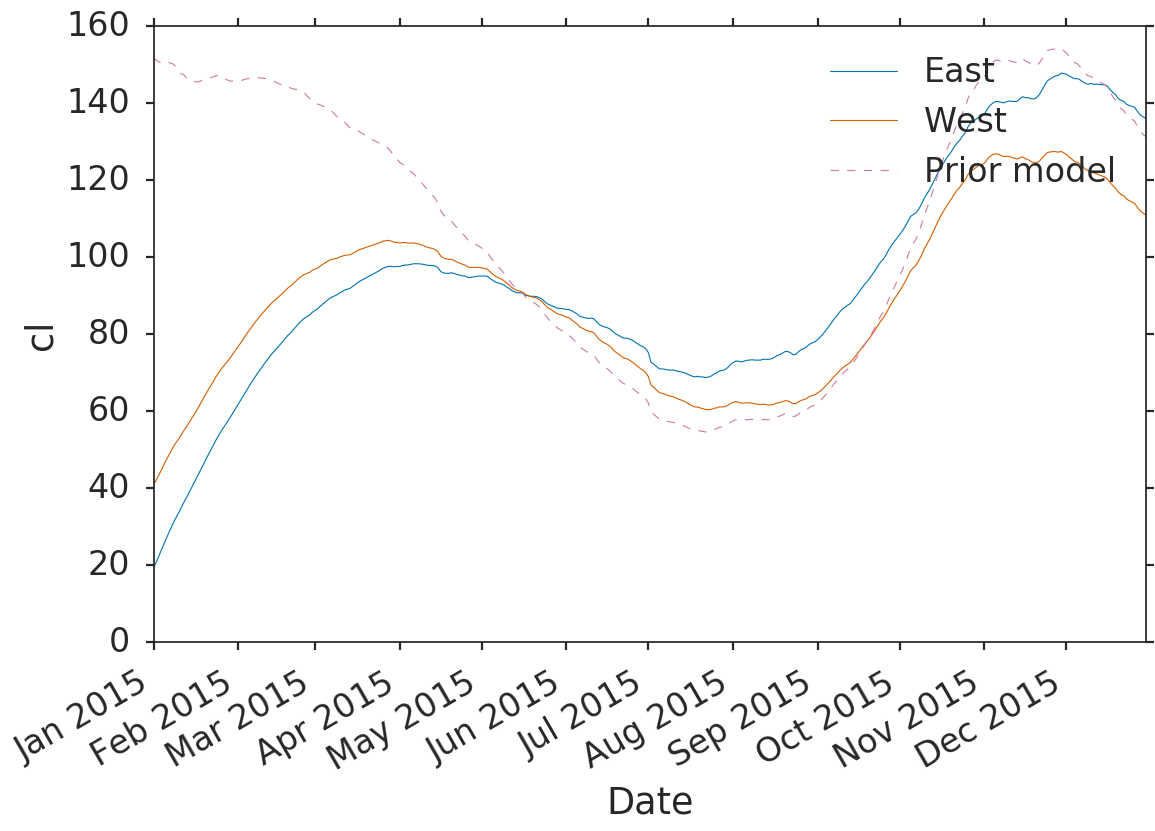 160
140
120
100
80
60
40
20
0
cl
East
West
Prior model
Jan 2015
Feb 2015
Mar 2015
Apr 2015
May 2015
Jun 2015
Jul 2015
Aug 2015
Sep 2015
Oct 2015
Nov 2015
Dec 2015
Date